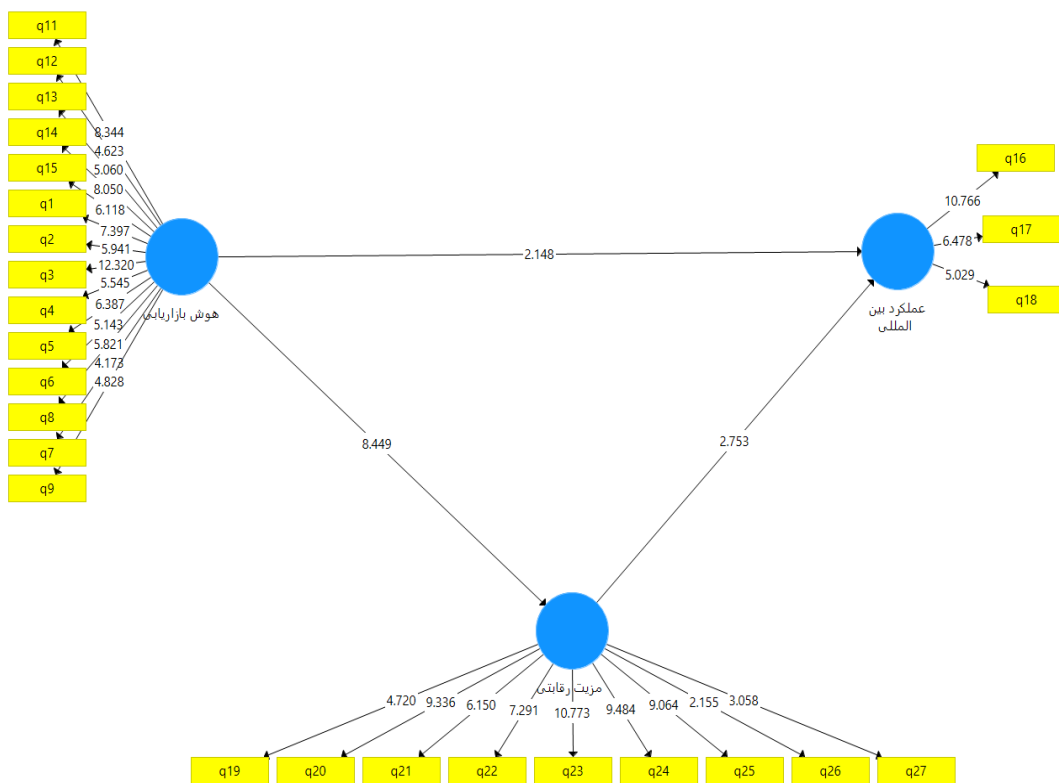 q11
q12
q13
q14
q15
q1
q2
q3
q4
q5
q6
q8
q7
q9
8.344
4.623
5.060
8.050
6.118
7.397
5.941
12.320
5.545
6.387
5.143
5.821
4.173
4.828
هوش بازاریابی
2.148
8.449
2.753
عملکرد بین
المللی
10.766
6.478
5.029
q16
q17
q18
مزیت رقابتی
4.720
9.336
6.150
7.291
10.773
9.484
9.064
2.155
3.058
q19
q20
q21
q22
q23
q24
q25
q26
q27